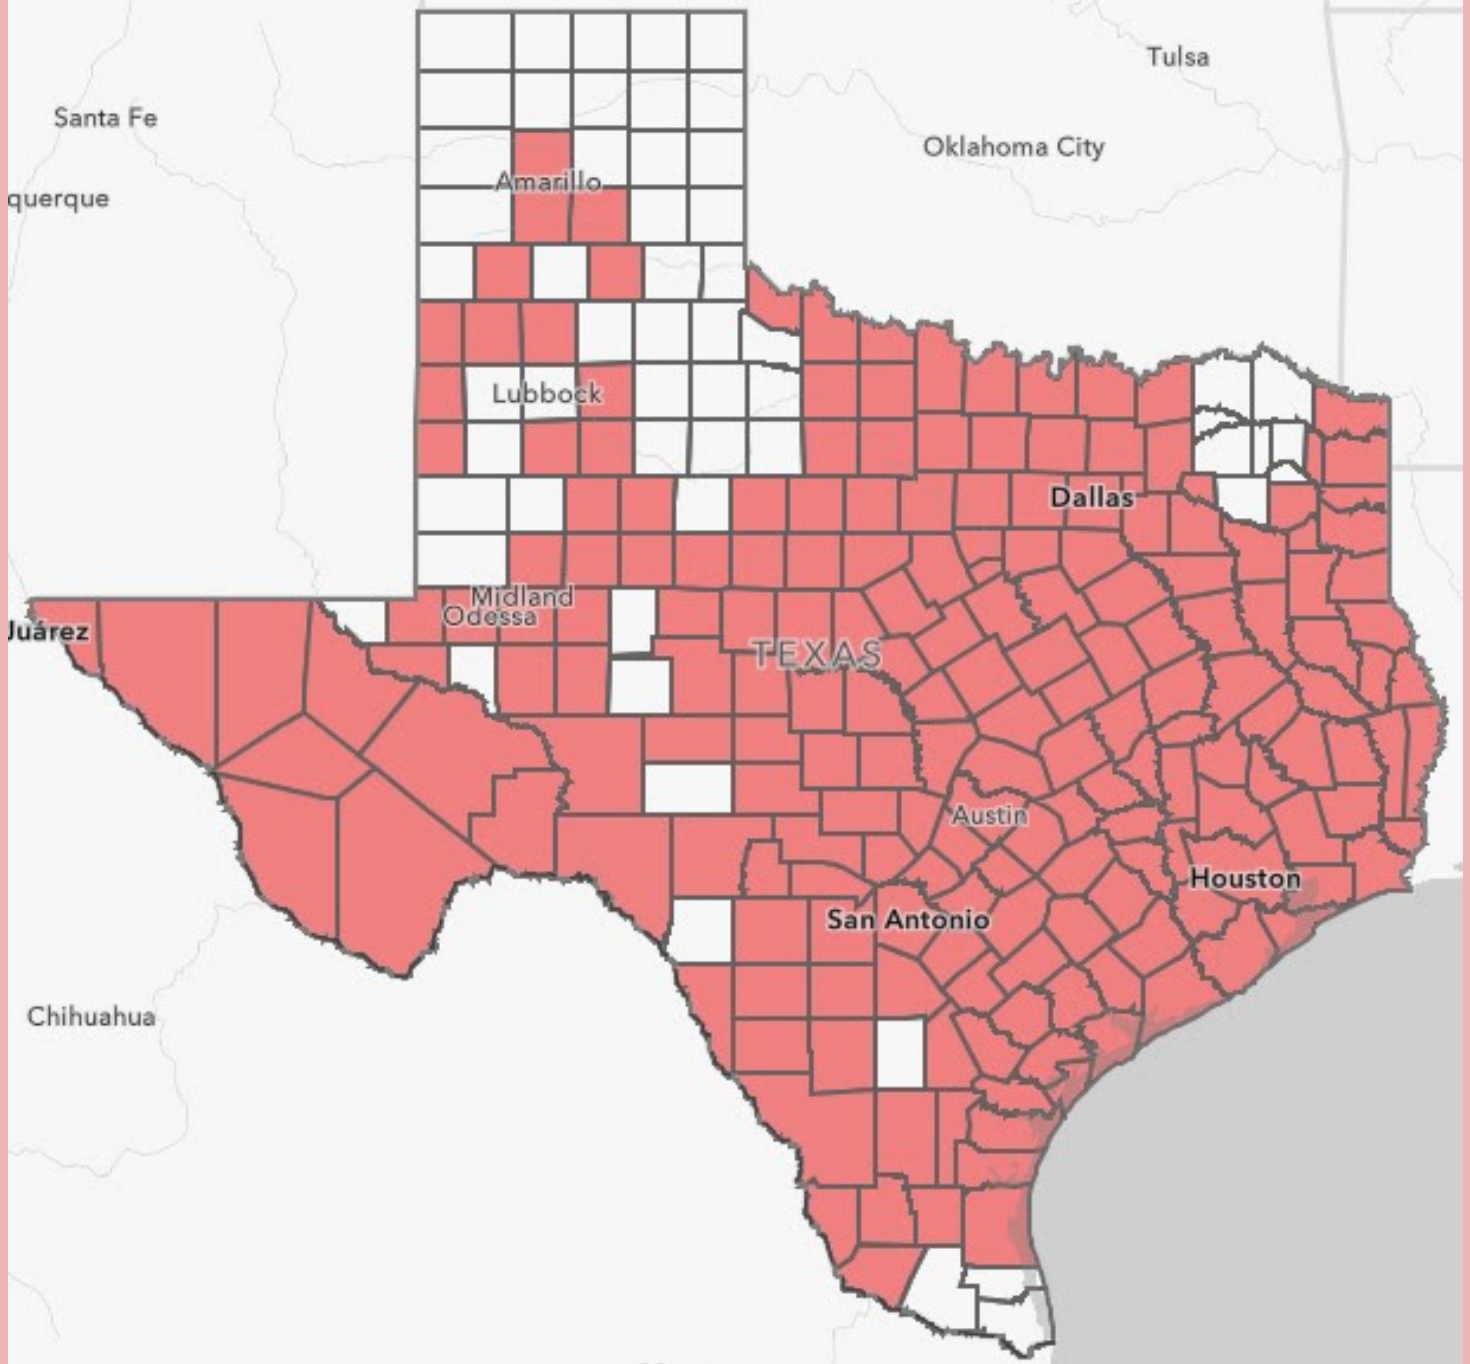 Tulsa
Santa Fe
Oklahoma City
Amarillo
querque
Lubbock
Dallas
Midland
Odessa
Juárez
TEXAS
Austin
Houston
San Antonio
Chihuahua